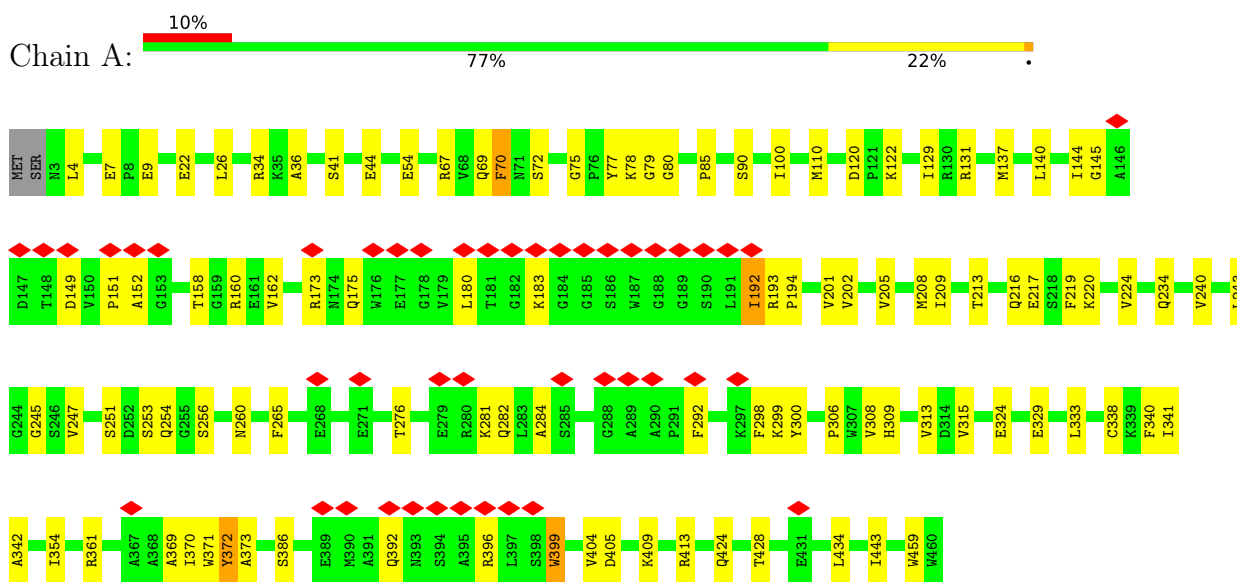 10%
Chain A:
77% 22% •
MET SER N3 L4 E7 P8 E9 E22 L26 R34 K35 A36 S41 E44 E54 R67 V68 Q69 F70 N71 S72 G75 P76 Y77 K78 G79 G80 P85 S90 I100 M110 D120 P121 K122 I129 R130 R131 M137 L140 I144 G145 A146
D147 T148 D149 V150 P151 A152 G153 T158 G159 R160 E161 V162 R173 N174 Q175 W176 E177 G178 V179 L180 T181 G182 K183 G184 G185 S186 W187 G188 G189 S190 L191 I192 R193 P194 V201 V202 V205 M208 I209 T213 Q216 E217 S218 F219 K220 V224 Q234 V240
G244 G245 S246 V247 S251 D252 S253 Q254 G255 S256 N260 F265 E268 E271 T276 E279 R280 K281 Q282 L283 A284 S285 G288 A289 A290 P291 F292 K297 F298 K299 Y300 P306 W307 V308 H309 V313 D314 V315 E324 E329 L333 C338 K339 F340 I341
A342 I354 R361 A367 A368 A369 I370 W371 Y372 A373 S386 E389 M390 A391 Q392 N393 S394 A395 R396 L397 S398 W399 V404 D405 K409 R413 Q424 T428 E431 L434 I443 W459 W460